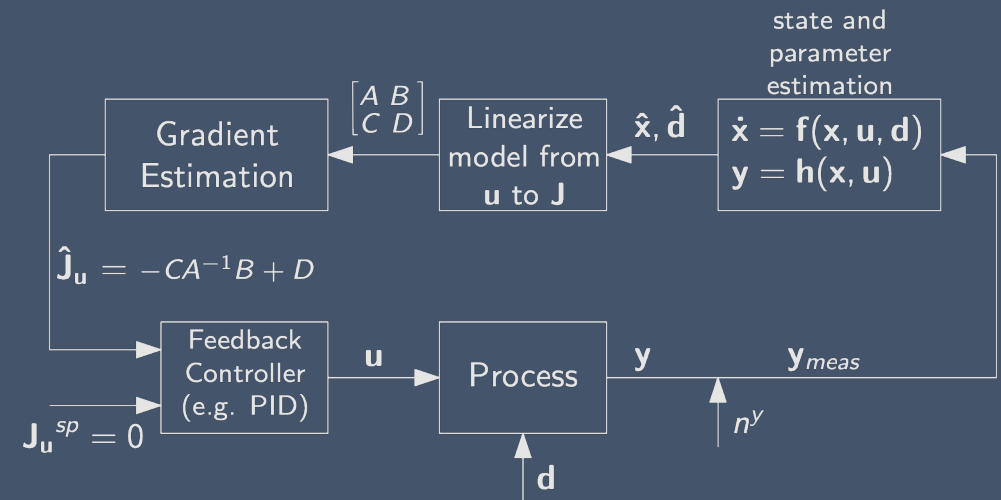 state and
parameter
estimation
Gradient
Estimation
[A B
C D]
Linearize
model from
u to J
x̂, d̂
ẋ = f(x, u, d)
y = h(x, u)
Ĵᵤ = −CA⁻¹B + D
Feedback
Controller
(e.g. PID)
u
Process
y
y_meas
J_u^sp = 0
n^y
d